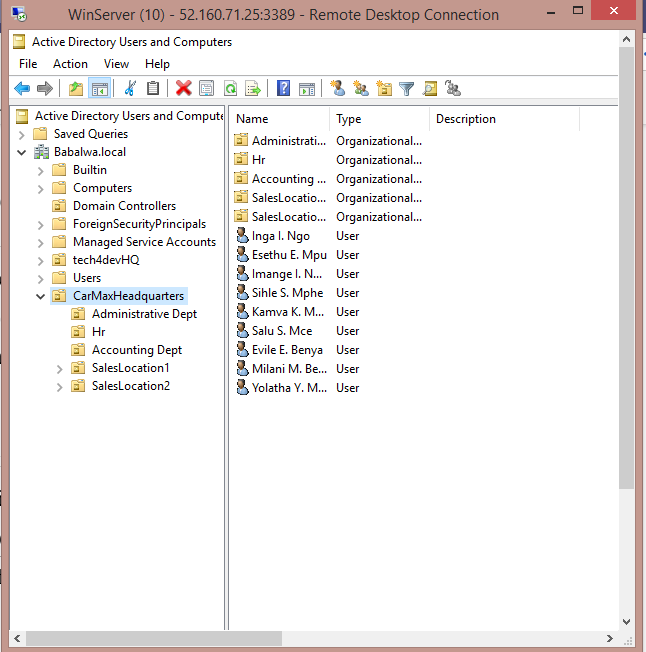 WinServer (10) - 52.160.71.25:3389 - Remote Desktop Connection
Active Directory Users and Computers
File Action View Help
Active Directory Users and Compute
Saved Queries
Babalwa.local
Builtin
Computers
Domain Controllers
ForeignSecurityPrincipals
Managed Service Accounts
tech4devHQ
Users
CarMaxHeadquarters
Administrative Dept
Hr
Accounting Dept
SalesLocation1
SalesLocation2
Name Type Description
Administrati... Organizational...
Hr Organizational...
Accounting ... Organizational...
SalesLocatio... Organizational...
SalesLocatio... Organizational...
Inga I. Ngo User
Esethu E. Mpu User
Imange I. N... User
Sihle S. Mphe User
Kamva K. M... User
Salu S. Mce User
Evile E. Benya User
Milani M. Be... User
Yolatha Y. M... User